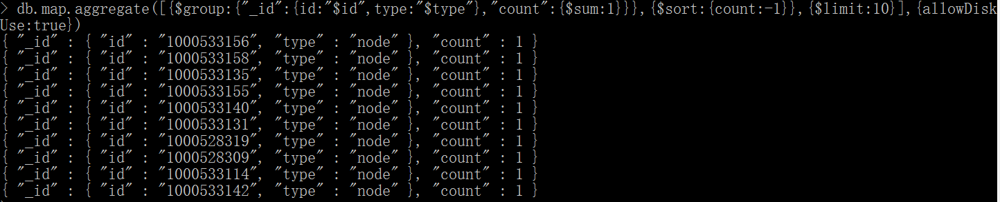 > db.map.aggregate([{$group:{"_id":{id:"$id",type:"$type"},"count":{$sum:1}}},{$sort:{count:-1}},{$limit:10}],{allowDisk
Use:true})
{ "_id" : { "id" : "1000533156", "type" : "node" }, "count" : 1 }
{ "_id" : { "id" : "1000533158", "type" : "node" }, "count" : 1 }
{ "_id" : { "id" : "1000533135", "type" : "node" }, "count" : 1 }
{ "_id" : { "id" : "1000533155", "type" : "node" }, "count" : 1 }
{ "_id" : { "id" : "1000533140", "type" : "node" }, "count" : 1 }
{ "_id" : { "id" : "1000533131", "type" : "node" }, "count" : 1 }
{ "_id" : { "id" : "1000528319", "type" : "node" }, "count" : 1 }
{ "_id" : { "id" : "1000528309", "type" : "node" }, "count" : 1 }
{ "_id" : { "id" : "1000533114", "type" : "node" }, "count" : 1 }
{ "_id" : { "id" : "1000533142", "type" : "node" }, "count" : 1 }